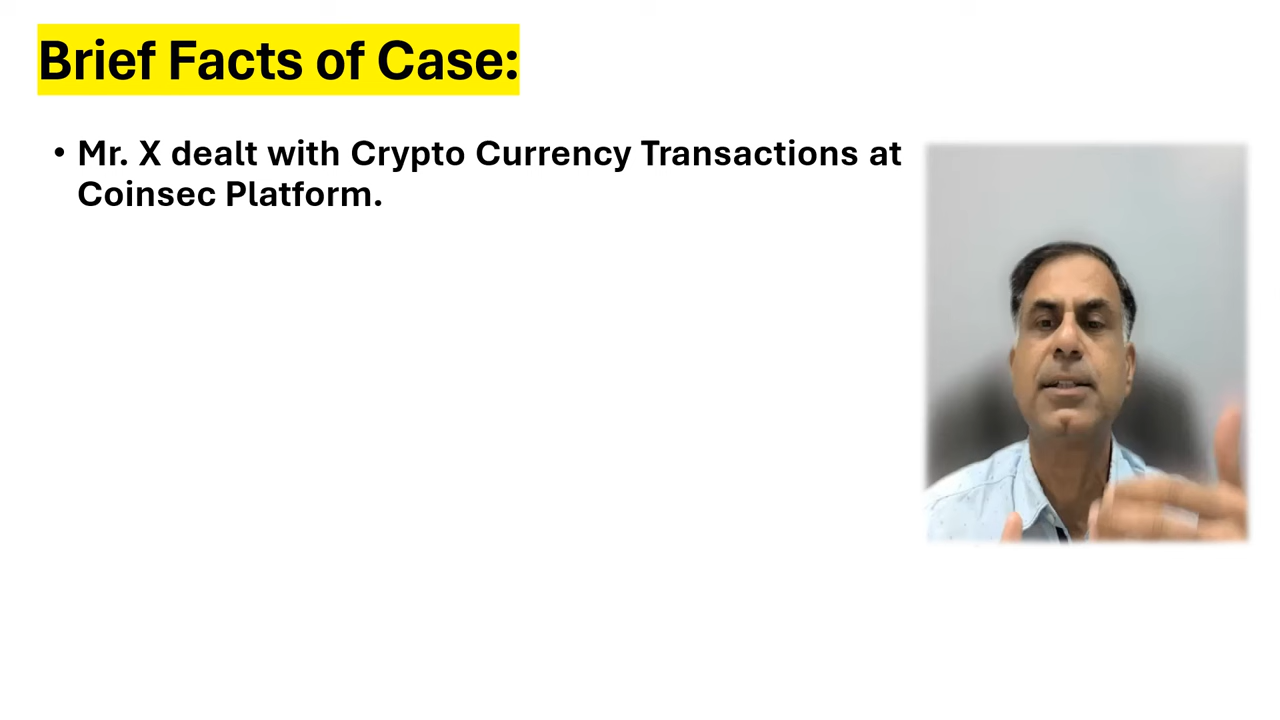 Brief Facts of Case:
• Mr. X dealt with Crypto Currency Transactions at
Coinsec Platform.